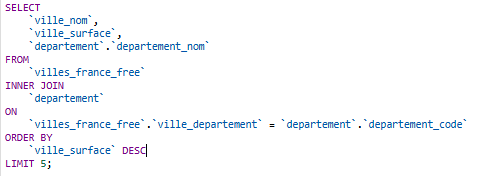 SELECT
    `ville_nom`,
    `ville_surface`,
    `departement`.`departement_nom`
FROM
    `villes_france_free`
INNER JOIN
    `departement`
ON
    `villes_france_free`.`ville_departement` = `departement`.`departement_code`
ORDER BY
    `ville_surface` DESC
LIMIT 5;